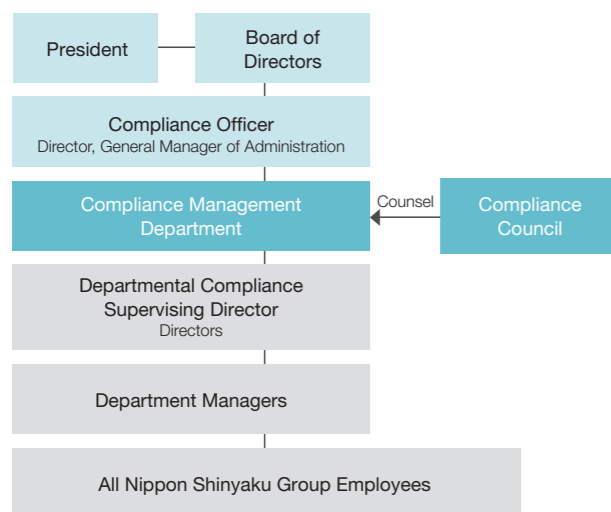 President
Board of
Directors
Compliance Officer
Director, General Manager of Administration
Compliance Management
Department
Counsel
Compliance
Council
Departmental Compliance
Supervising Director
Directors
Department Managers
All Nippon Shinyaku Group Employees